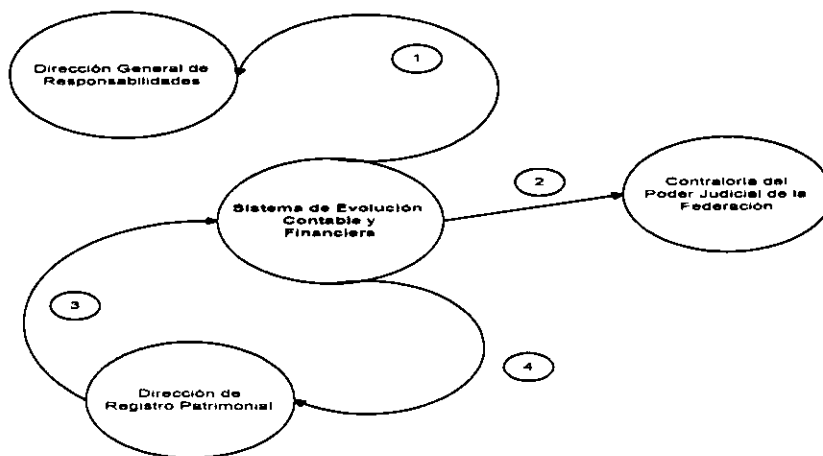 1
Dirección General de
Responsabilidades
2
Contraloría del
Poder Judicial de la
Federación
Sistema de Evolución
Contable y
Financiera
3
4
Dirección de
Registro Patrimonial